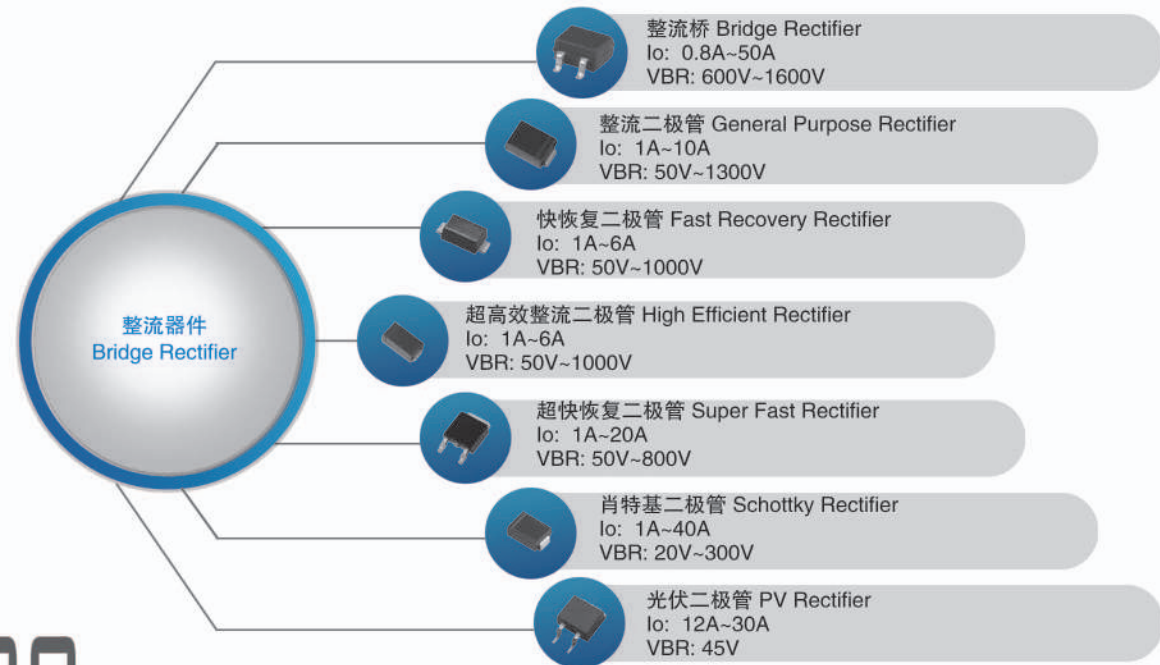 整流桥 Bridge Rectifier
Io: 0.8A~50A
VBR: 600V~1600V
整流二极管 General Purpose Rectifier
Io: 1A~10A
VBR: 50V~1300V
快恢复二极管 Fast Recovery Rectifier
Io: 1A~6A
VBR: 50V~1000V
整流器件
Bridge Rectifier
超高效整流二极管 High Efficient Rectifier
Io: 1A~6A
VBR: 50V~1000V
超快恢复二极管 Super Fast Rectifier
Io: 1A~20A
VBR: 50V~800V
肖特基二极管 Schottky Rectifier
Io: 1A~40A
VBR: 20V~300V
光伏二极管 PV Rectifier
Io: 12A~30A
VBR: 45V